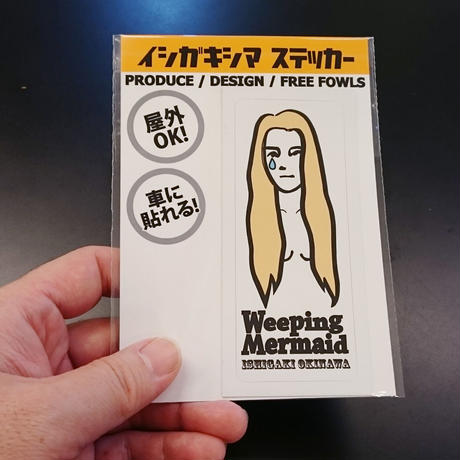 イシガキシマ ステッカー
PRODUCE / DESIGN / FREE FOWLS
屋外
OK!
車に
貼れる!
Weeping
Mermaid
ISHIGAKI OKINAWA